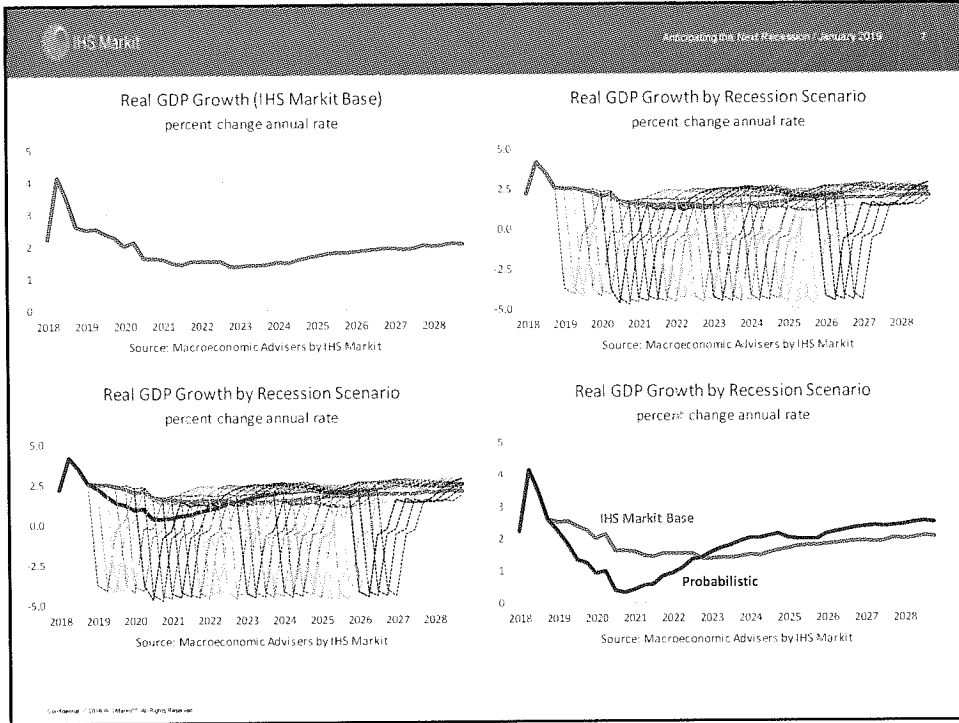 IHS Markit
Anticipating the Next Recession / January 2019
7
Real GDP Growth (IHS Markit Base)
percent change annual rate
5
4
3
2
1
0
2018 2019 2020 2021 2022 2023 2024 2025 2026 2027 2028
Source: Macroeconomic Advisers by IHS Markit
Real GDP Growth by Recession Scenario
percent change annual rate
5.0
2.5
0.0
-2.5
-5.0
2018 2019 2020 2021 2022 2023 2024 2025 2026 2027 2028
Source: Macroeconomic Advisers by IHS Markit
Real GDP Growth by Recession Scenario
percent change annual rate
5.0
2.5
0.0
-2.5
-5.0
2018 2019 2020 2021 2022 2023 2024 2025 2026 2027 2028
Source: Macroeconomic Advisers by IHS Markit
Real GDP Growth by Recession Scenario
percent change annual rate
5
4
3
2
1
0
IHS Markit Base
Probabilistic
2018 2019 2020 2021 2022 2023 2024 2025 2026 2027 2028
Source: Macroeconomic Advisers by IHS Markit
Confidential. All Rights Reserved.